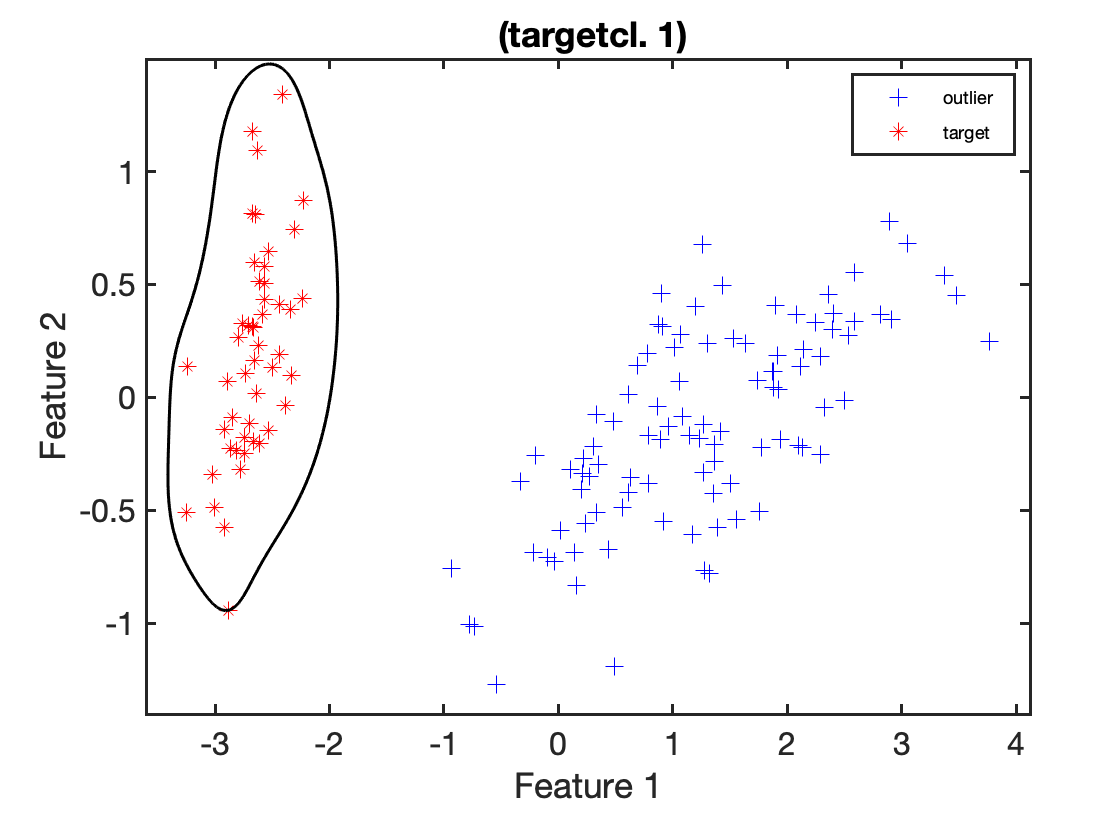 (targetcl. 1)
outlier
target
1
0.5
0
-0.5
-1
Feature 2
-3 -2 -1 0 1 2 3 4
Feature 1